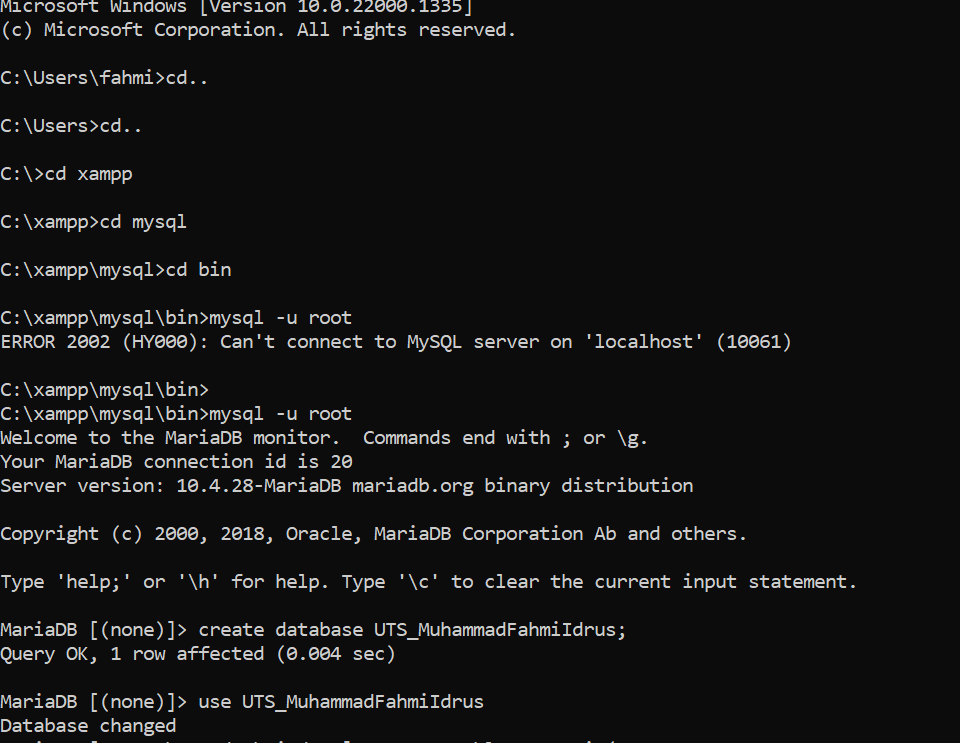 Microsoft Windows [Version 10.0.22000.1335]
(c) Microsoft Corporation. All rights reserved.
C:\Users\fahmi>cd..
C:\Users>cd..
C:\>cd xampp
C:\xampp>cd mysql
C:\xampp\mysql>cd bin
C:\xampp\mysql\bin>mysql -u root
ERROR 2002 (HY000): Can't connect to MySQL server on 'localhost' (10061)
C:\xampp\mysql\bin>
C:\xampp\mysql\bin>mysql -u root
Welcome to the MariaDB monitor.  Commands end with ; or \g.
Your MariaDB connection id is 20
Server version: 10.4.28-MariaDB mariadb.org binary distribution
Copyright (c) 2000, 2018, Oracle, MariaDB Corporation Ab and others.
Type 'help;' or '\h' for help. Type '\c' to clear the current input statement.
MariaDB [(none)]> create database UTS_MuhammadFahmiIdrus;
Query OK, 1 row affected (0.004 sec)
MariaDB [(none)]> use UTS_MuhammadFahmiIdrus
Database changed